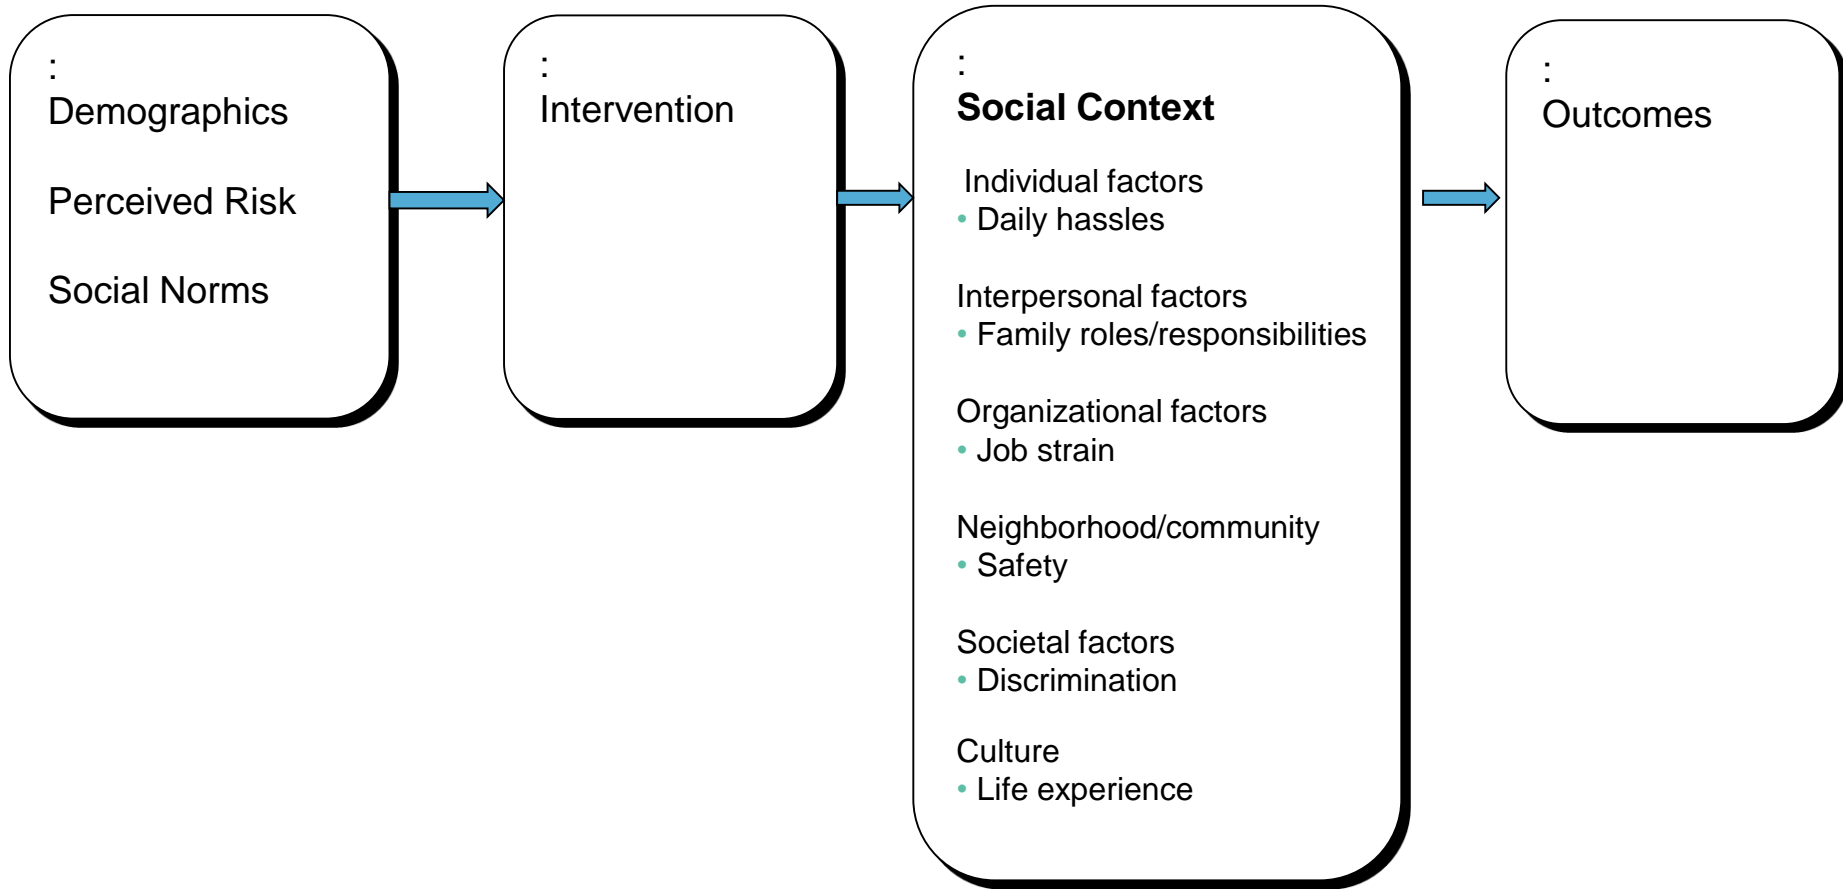 :
Demographics
Perceived Risk
Social Norms
:
Intervention
:
Social Context
Individual factors
• Daily hassles
Interpersonal factors
• Family roles/responsibilities
Organizational factors
• Job strain
Neighborhood/community
• Safety
Societal factors
• Discrimination
Culture
• Life experience
:
Outcomes